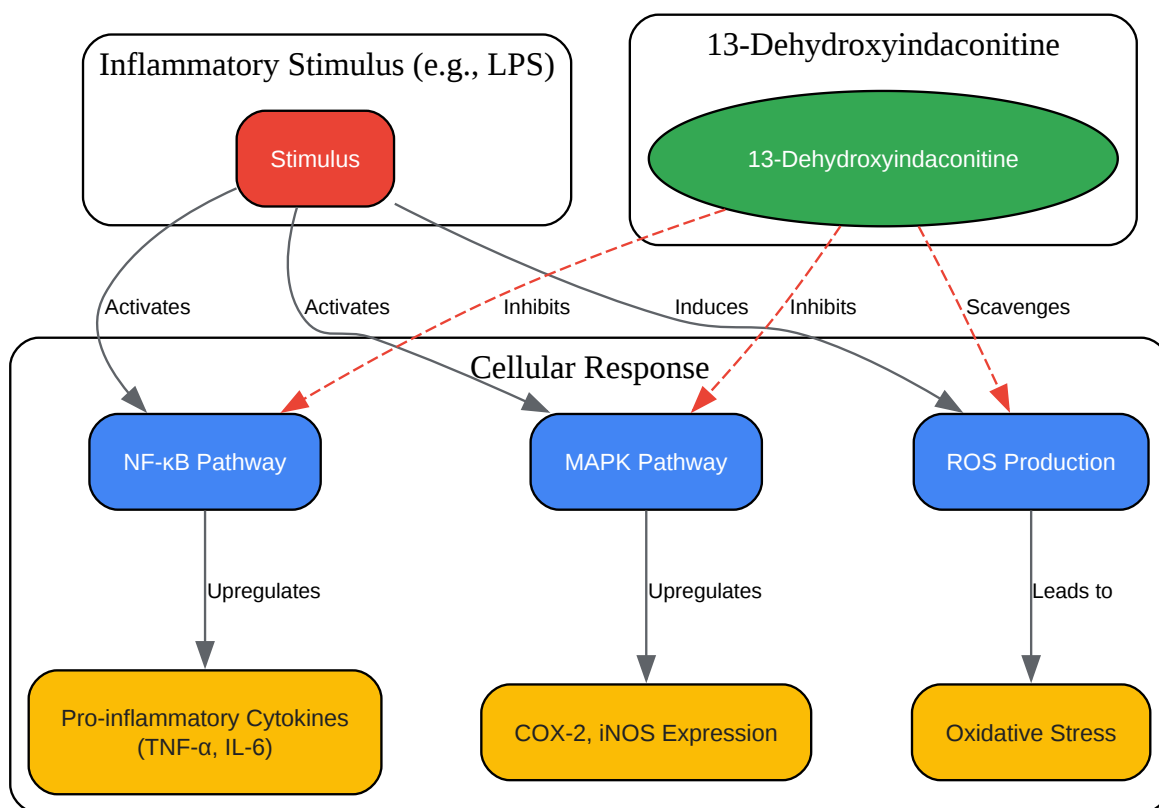 Inflammatory Stimulus (e.g., LPS)
13-Dehydroxyindaconitine
Stimulus
13-Dehydroxyindaconitine
Activates
Activates
Inhibits
Induces
Inhibits
Scavenges
Cellular Response
NF-κB Pathway
MAPK Pathway
ROS Production
Upregulates
Upregulates
Leads to
Pro-inflammatory Cytokines
(TNF-α, IL-6)
COX-2, iNOS Expression
Oxidative Stress